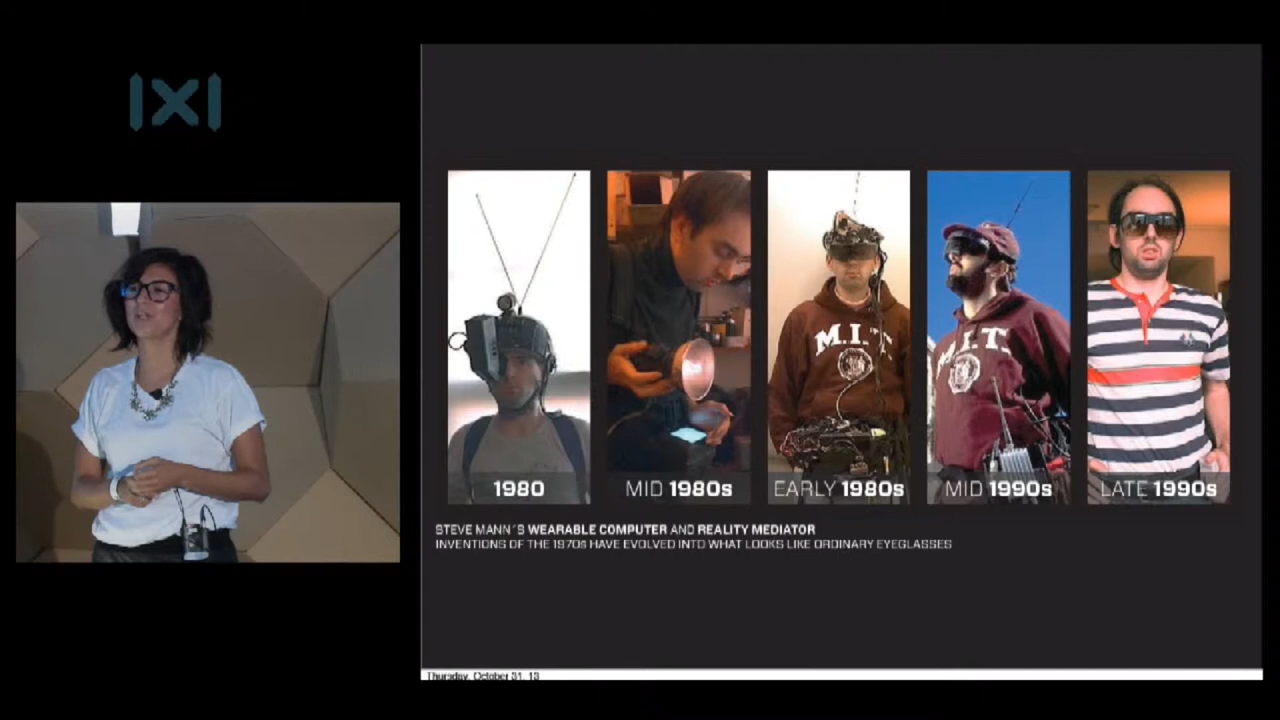 |X|
M.I.T.
M.I.T.
1980
MID 1980s
EARLY 1980s
MID 1990s
LATE 1990s
STEVE MANN´S WEARABLE COMPUTER AND REALITY MEDIATOR
INVENTIONS OF THE 1970s HAVE EVOLVED INTO WHAT LOOKS LIKE ORDINARY EYEGLASSES
Thursday, October 31, 13